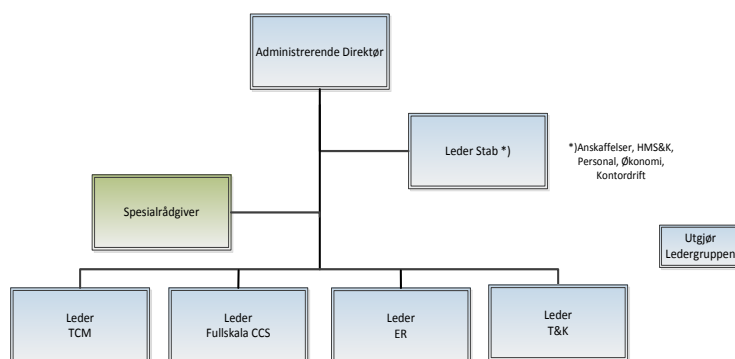 Administrerende Direktør
Leder Stab *)
*)Anskaffelser, HMS&K,
Personal, Økonomi,
Kontordrift
Spesialrådgiver
Utgjør
Ledergruppen
Leder
TCM
Leder
Fullskala CCS
Leder
ER
Leder
T&K